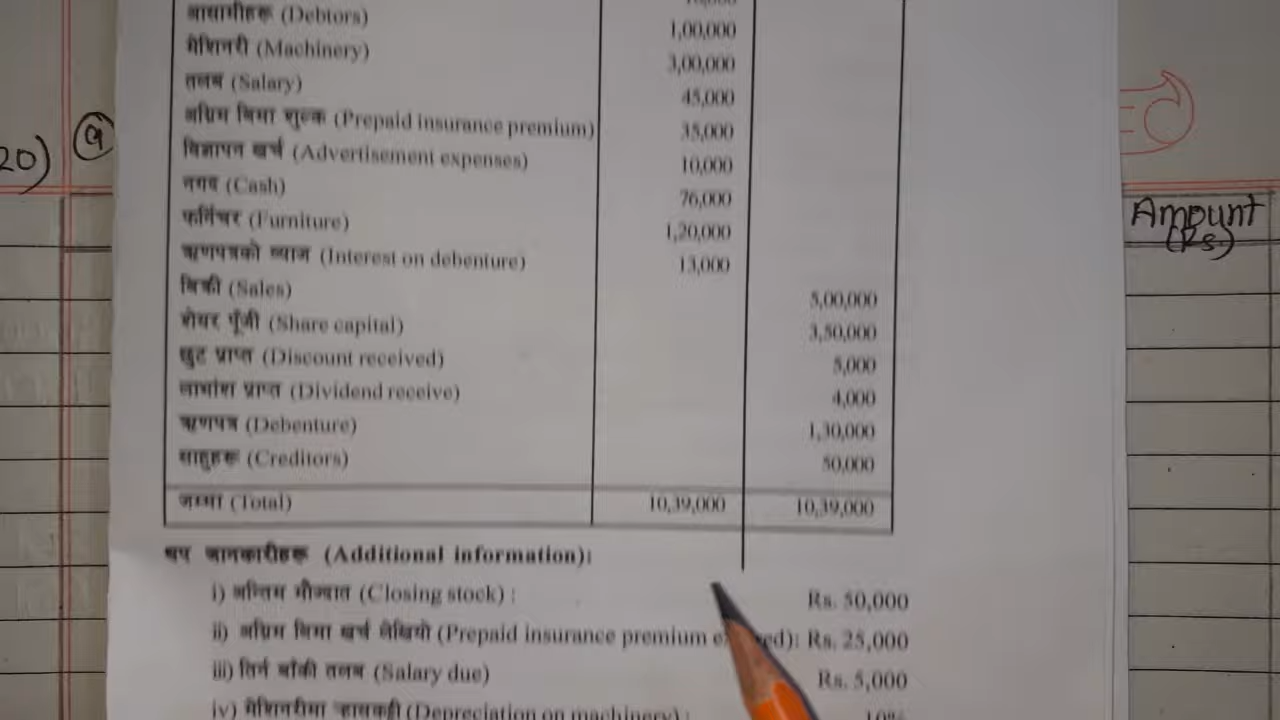 आसामीहरू (Debtors) 1,00,000
मेशिनरी (Machinery) 3,00,000
तलब (Salary) 45,000
अग्रिम बिमा शुल्क (Prepaid insurance premium) 35,000
विज्ञापन खर्च (Advertisement expenses) 10,000
नगद (Cash) 76,000
फर्निचर (Furniture) 1,20,000
ऋणपत्रको ब्याज (Interest on debenture) 13,000
बिक्री (Sales) 5,00,000
शेयर पूँजी (Share capital) 3,50,000
छुट प्राप्त (Discount received) 5,000
लाभांश प्राप्त (Dividend receive) 4,000
ऋणपत्र (Debenture) 1,30,000
साहुहरू (Creditors) 50,000
जम्मा (Total) 10,39,000 10,39,000
थप जानकारीहरू (Additional information):
i) अन्तिम मौज्दात (Closing stock) : Rs. 50,000
ii) अग्रिम बिमा खर्च लेखियो (Prepaid insurance premium): Rs. 25,000
iii) तिर्न बाँकी तलब (Salary due) Rs. 5,000
iv) मेशिनरीमा ह्रासकट्टी (Depreciation on machinery) : 10%
20) a
Amount
(Rs.)